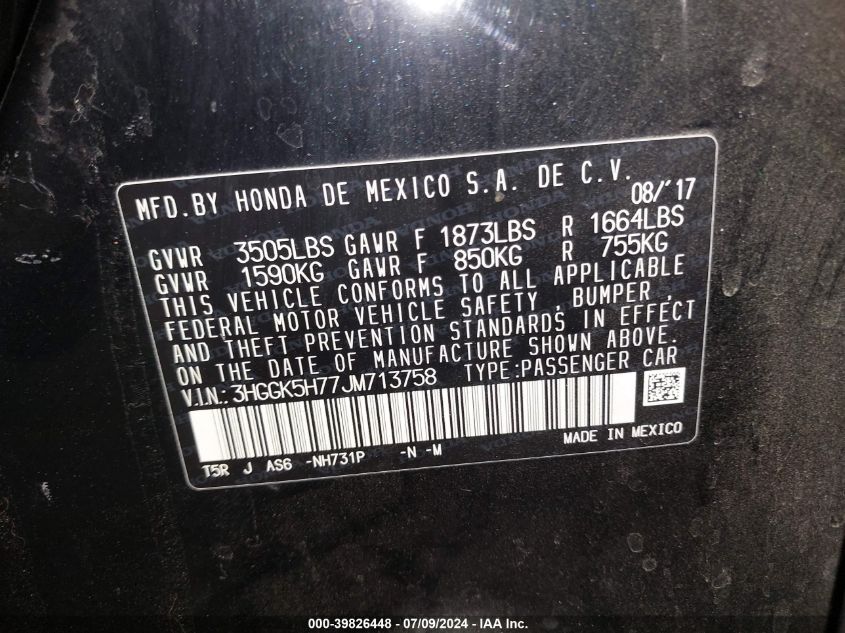 MFD.BY HONDA DE MEXICO S.A. DE C.V. 08/'17
GVWR 3505LBS GAWR F 1873LBS R 1664LBS
GVWR 1590KG GAWR F 850KG R 755KG
THIS VEHICLE CONFORMS TO ALL APPLICABLE
FEDERAL MOTOR VEHICLE SAFETY, BUMPER,
AND THEFT PREVENTION STANDARDS IN EFFECT
ON THE DATE OF MANUFACTURE SHOWN ABOVE.
V.I.N.:3HGGK5H77JM713758 TYPE:PASSENGER CAR
T5R J AS6 -NH731P -N -M MADE IN MEXICO
000-39826448 - 07/09/2024 - IAA Inc.